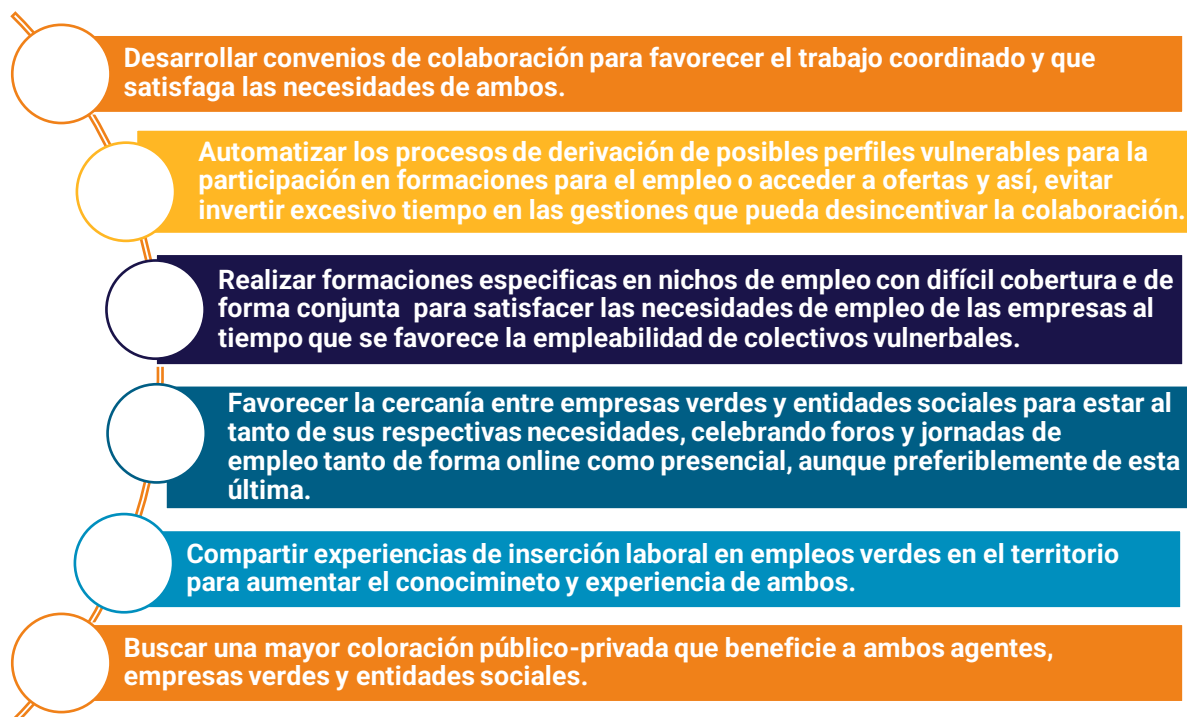 Desarrollar convenios de colaboración para favorecer el trabajo coordinado y que
satisfaga las necesidades de ambos.
Automatizar los procesos de derivación de posibles perfiles vulnerables para la
participación en formaciones para el empleo o acceder a ofertas y así, evitar
invertir excesivo tiempo en las gestiones que pueda desincentivar la colaboración.
Realizar formaciones especificas en nichos de empleo con difícil cobertura e de
forma conjunta para satisfacer las necesidades de empleo de las empresas al
tiempo que se favorece la empleabilidad de colectivos vulnerbales.
Favorecer la cercanía entre empresas verdes y entidades sociales para estar al
tanto de sus respectivas necesidades, celebrando foros y jornadas de
empleo tanto de forma online como presencial, aunque preferiblemente de esta
última.
Compartir experiencias de inserción laboral en empleos verdes en el territorio
para aumentar el conocimineto y experiencia de ambos.
Buscar una mayor coloración público-privada que beneficie a ambos agentes,
empresas verdes y entidades sociales.